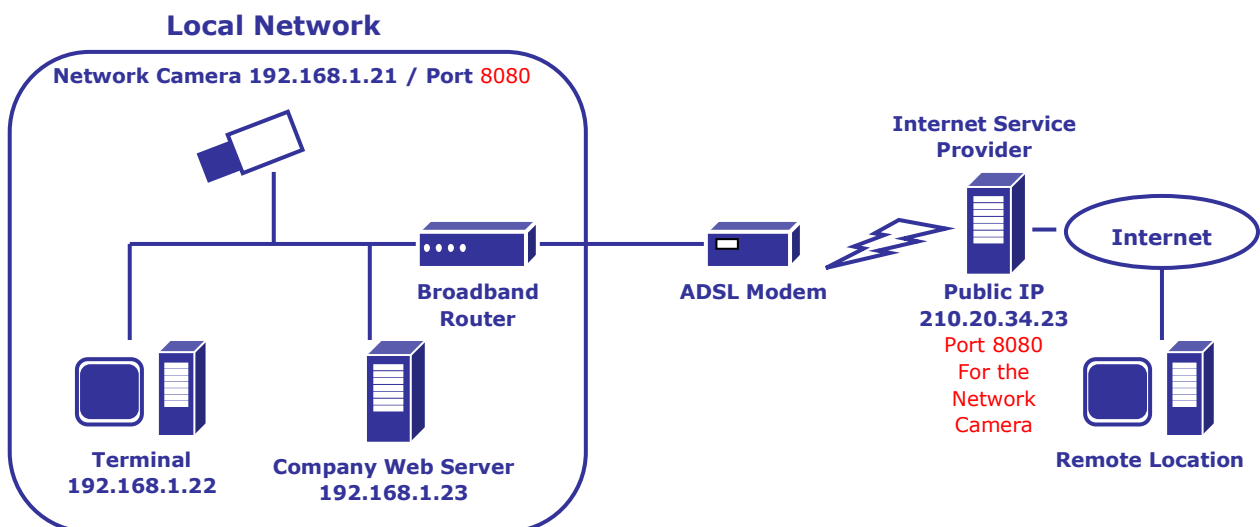 Local Network
Network Camera 192.168.1.21 / Port 8080
Internet Service
Provider
Internet
Broadband
Router
ADSL Modem
Public IP
210.20.34.23
Port 8080
For the
Network
Camera
Terminal
192.168.1.22
Company Web Server
192.168.1.23
Remote Location